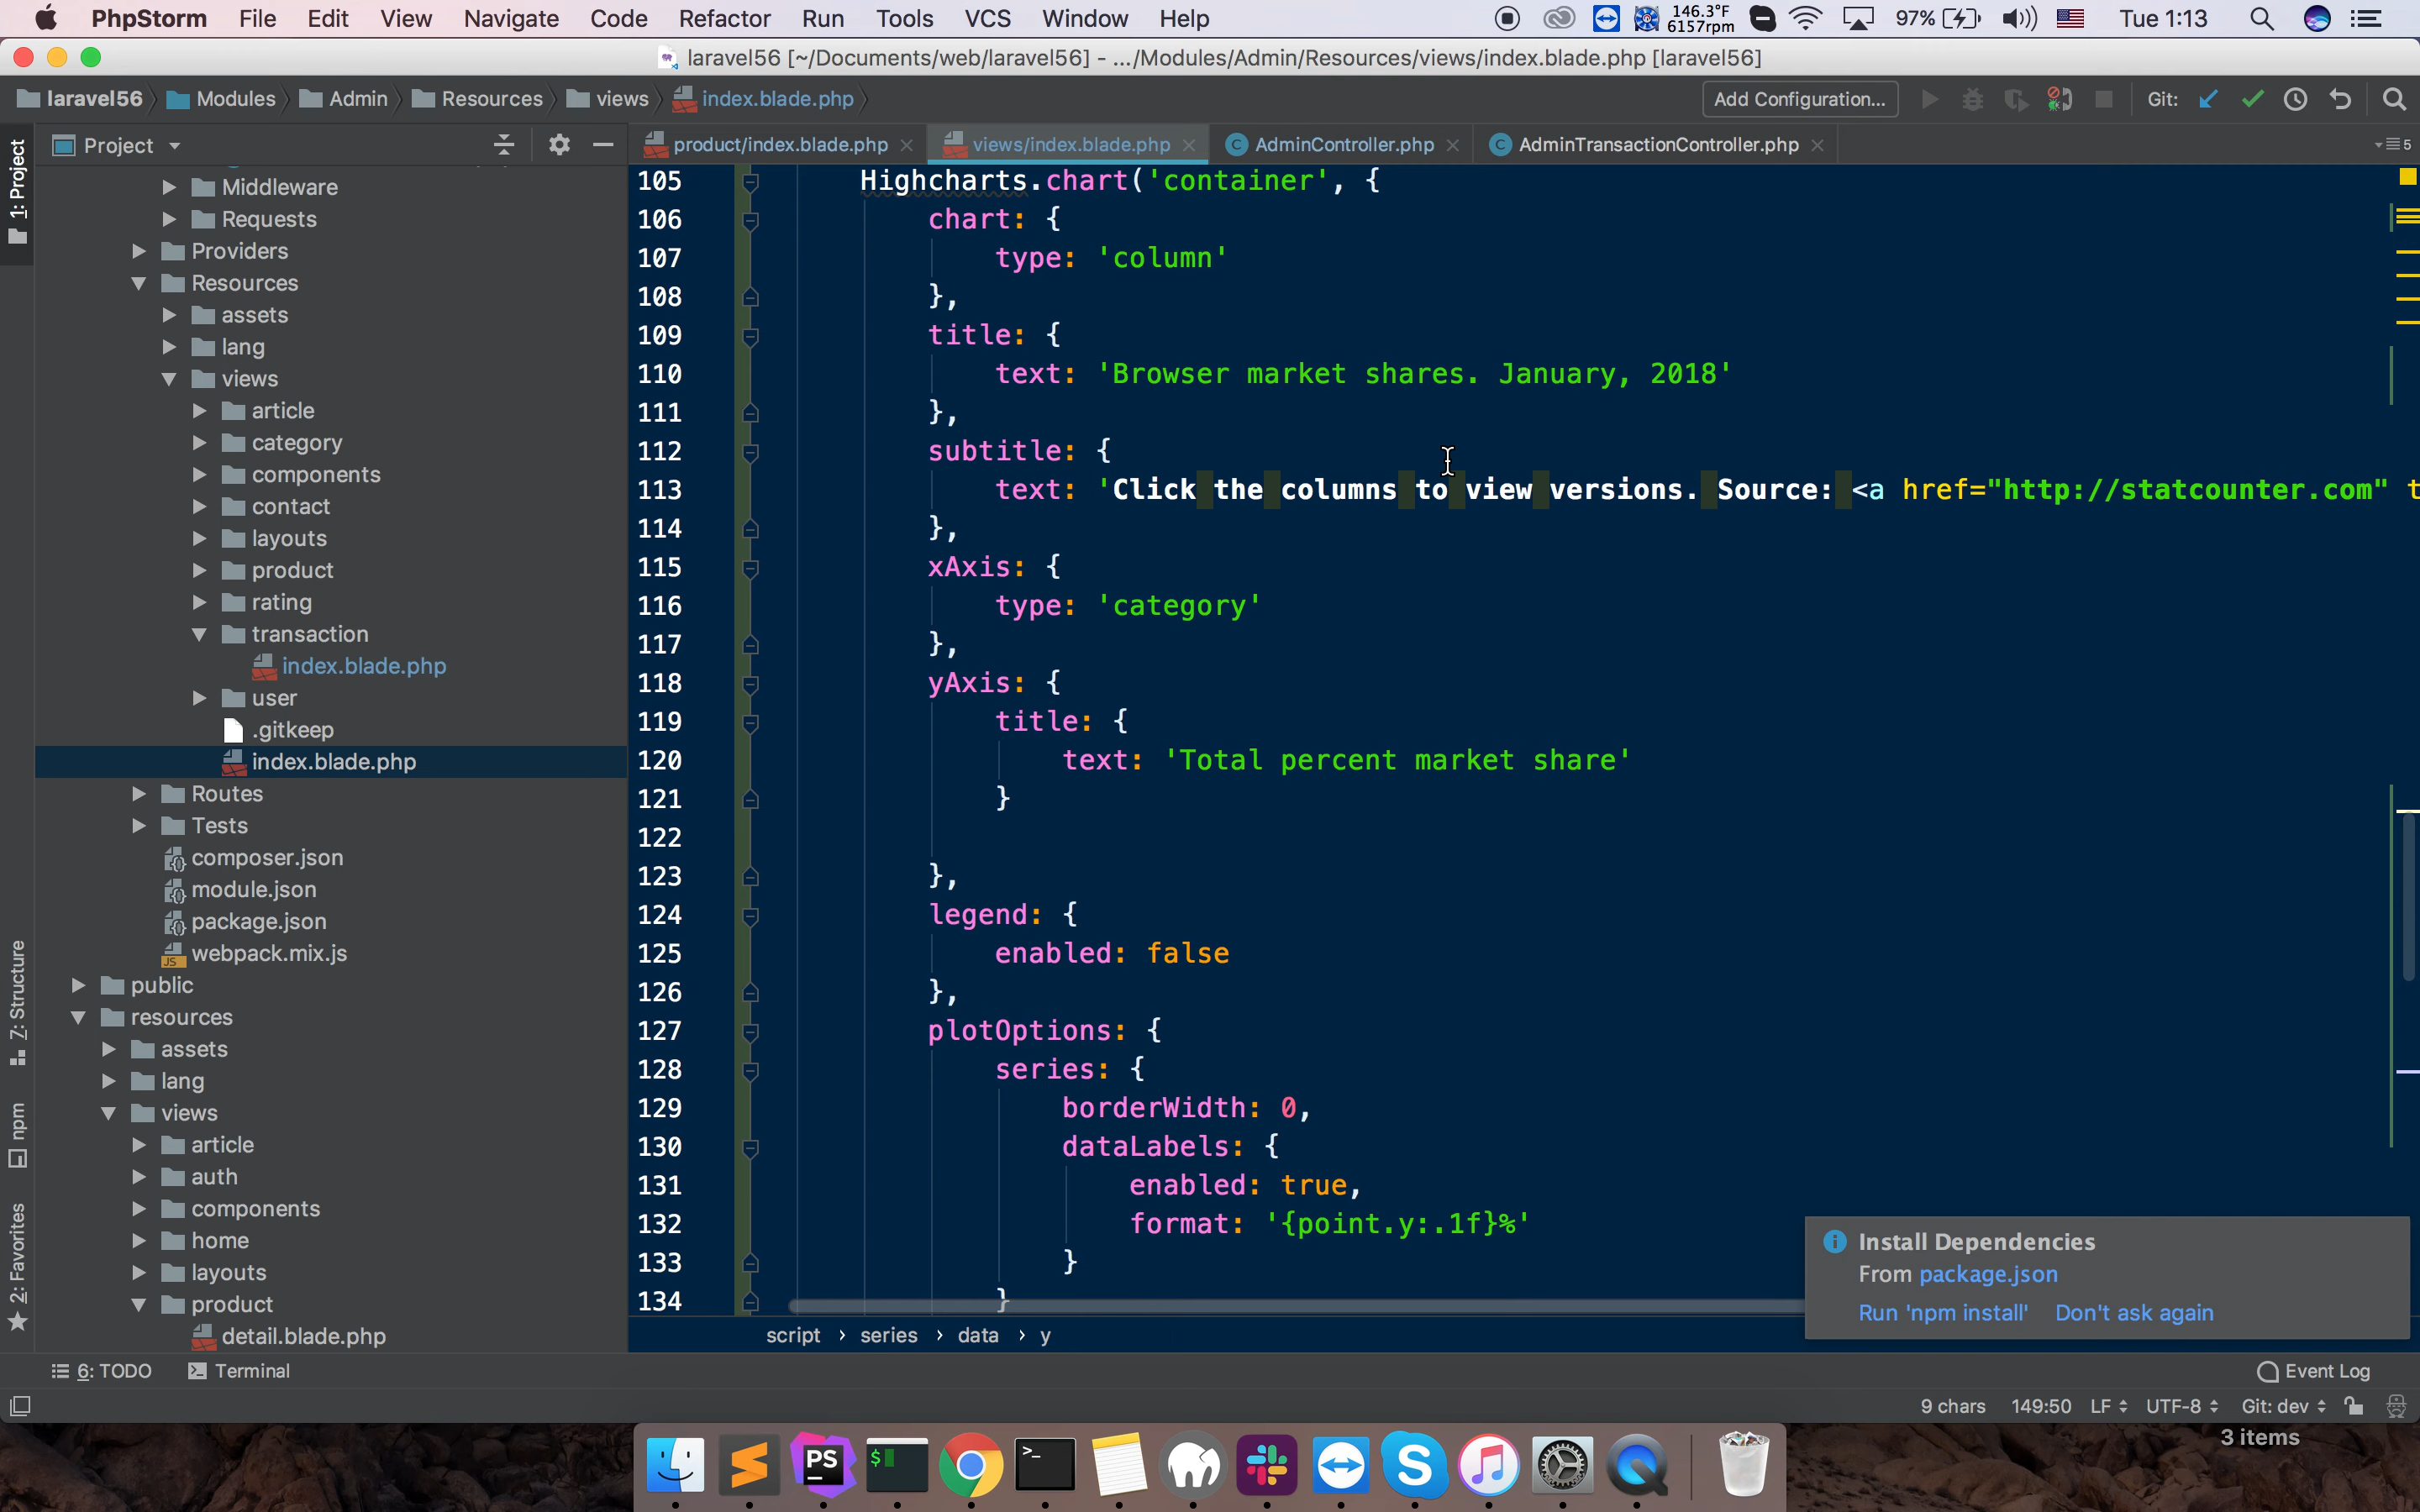 PhpStorm File Edit View Navigate Code Refactor Run Tools VCS Window Help 146.3°F 6157rpm 97% Tue 1:13
laravel56 [~/Documents/web/laravel56] - .../Modules/Admin/Resources/views/index.blade.php [laravel56]
laravel56 Modules Admin Resources views index.blade.php Add Configuration... Git:
Project product/index.blade.php views/index.blade.php AdminController.php AdminTransactionController.php 5
1: Project
Z: Structure
npm
2: Favorites
Middleware
Requests
Providers
Resources
assets
lang
views
article
category
components
contact
layouts
product
rating
transaction
index.blade.php
user
.gitkeep
index.blade.php
Routes
Tests
composer.json
module.json
package.json
webpack.mix.js
public
resources
assets
lang
views
article
auth
components
home
layouts
product
detail.blade.php
105 Highcharts.chart('container', {
106 chart: {
107 type: 'column'
108 },
109 title: {
110 text: 'Browser market shares. January, 2018'
111 },
112 subtitle: {
113 text: 'Click the columns to view versions. Source: <a href="http://statcounter.com" t
114 },
115 xAxis: {
116 type: 'category'
117 },
118 yAxis: {
119 title: {
120 text: 'Total percent market share'
121 }
122
123 },
124 legend: {
125 enabled: false
126 },
127 plotOptions: {
128 series: {
129 borderWidth: 0,
130 dataLabels: {
131 enabled: true,
132 format: '{point.y:.1f}%'
133 }
134 }
script › series › data › y
Install Dependencies
From package.json
Run 'npm install' Don't ask again
6: TODO Terminal Event Log
9 chars 149:50 LF UTF-8 Git: dev
3 items
PS
$
>_
S